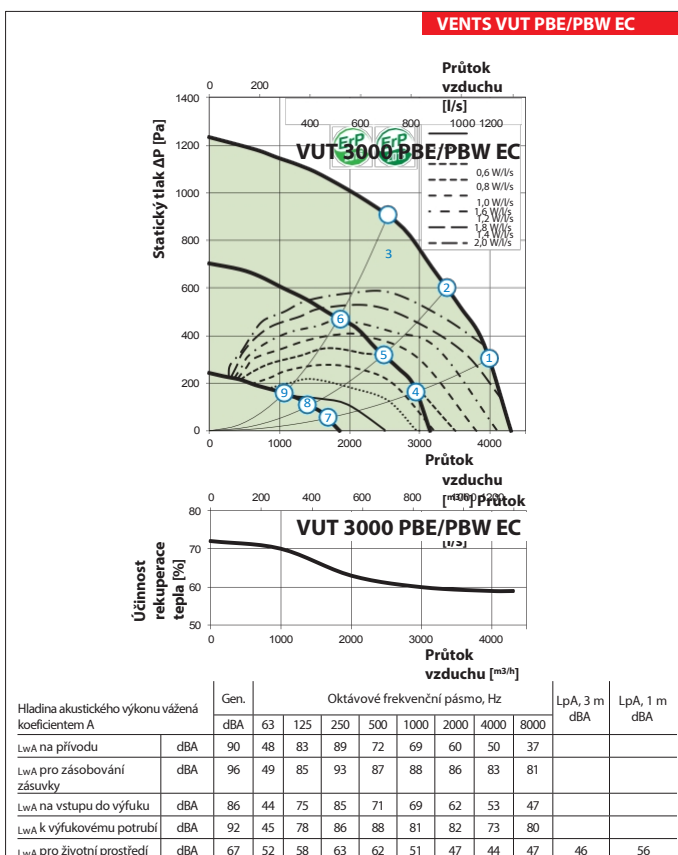 VENTS VUT PBE/PBW EC
Průtok
vzduchu
[l/s]
0 200
400 600 800 1000 1200
1400
1200
1000
800
600
400
200
0
Statický tlak ΔP [Pa]
ErP
ErP
VUT 3000 PBE/PBW EC
0,6 W/l/s
0,8 W/l/s
1,0 W/l/s
1,2 W/l/s
1,4 W/l/s
1,6 W/l/s
1,8 W/l/s
2,0 W/l/s
3
2
1
6
5
4
9
8
7
0 1000 2000 3000 4000
Průtok
vzduchu
[m3/h] Průtok
0 200 400 600 800 1000 1200
[l/s]
VUT 3000 PBE/PBW EC
80
70
60
50
Účinnost
rekuperace
tepla [%]
0 1000 2000 3000 4000
Průtok
vzduchu [m3/h]
Hladina akustického výkonu vážená koeficientem A Gen. Oktávové frekvenční pásmo, Hz LpA, 3 m dBA LpA, 1 m dBA
dBA 63 125 250 500 1000 2000 4000 8000
LwA na přívodu dBA 90 48 83 89 72 69 60 50 37
LwA pro zásobování zásuvky dBA 96 49 85 93 87 88 86 83 81
LwA na vstupu do výfuku dBA 86 44 75 85 71 69 62 53 47
LwA k výfukovému potrubí dBA 92 45 78 86 88 81 82 73 80
LwA pro životní prostředí dBA 67 52 58 63 62 51 47 44 47 46 56